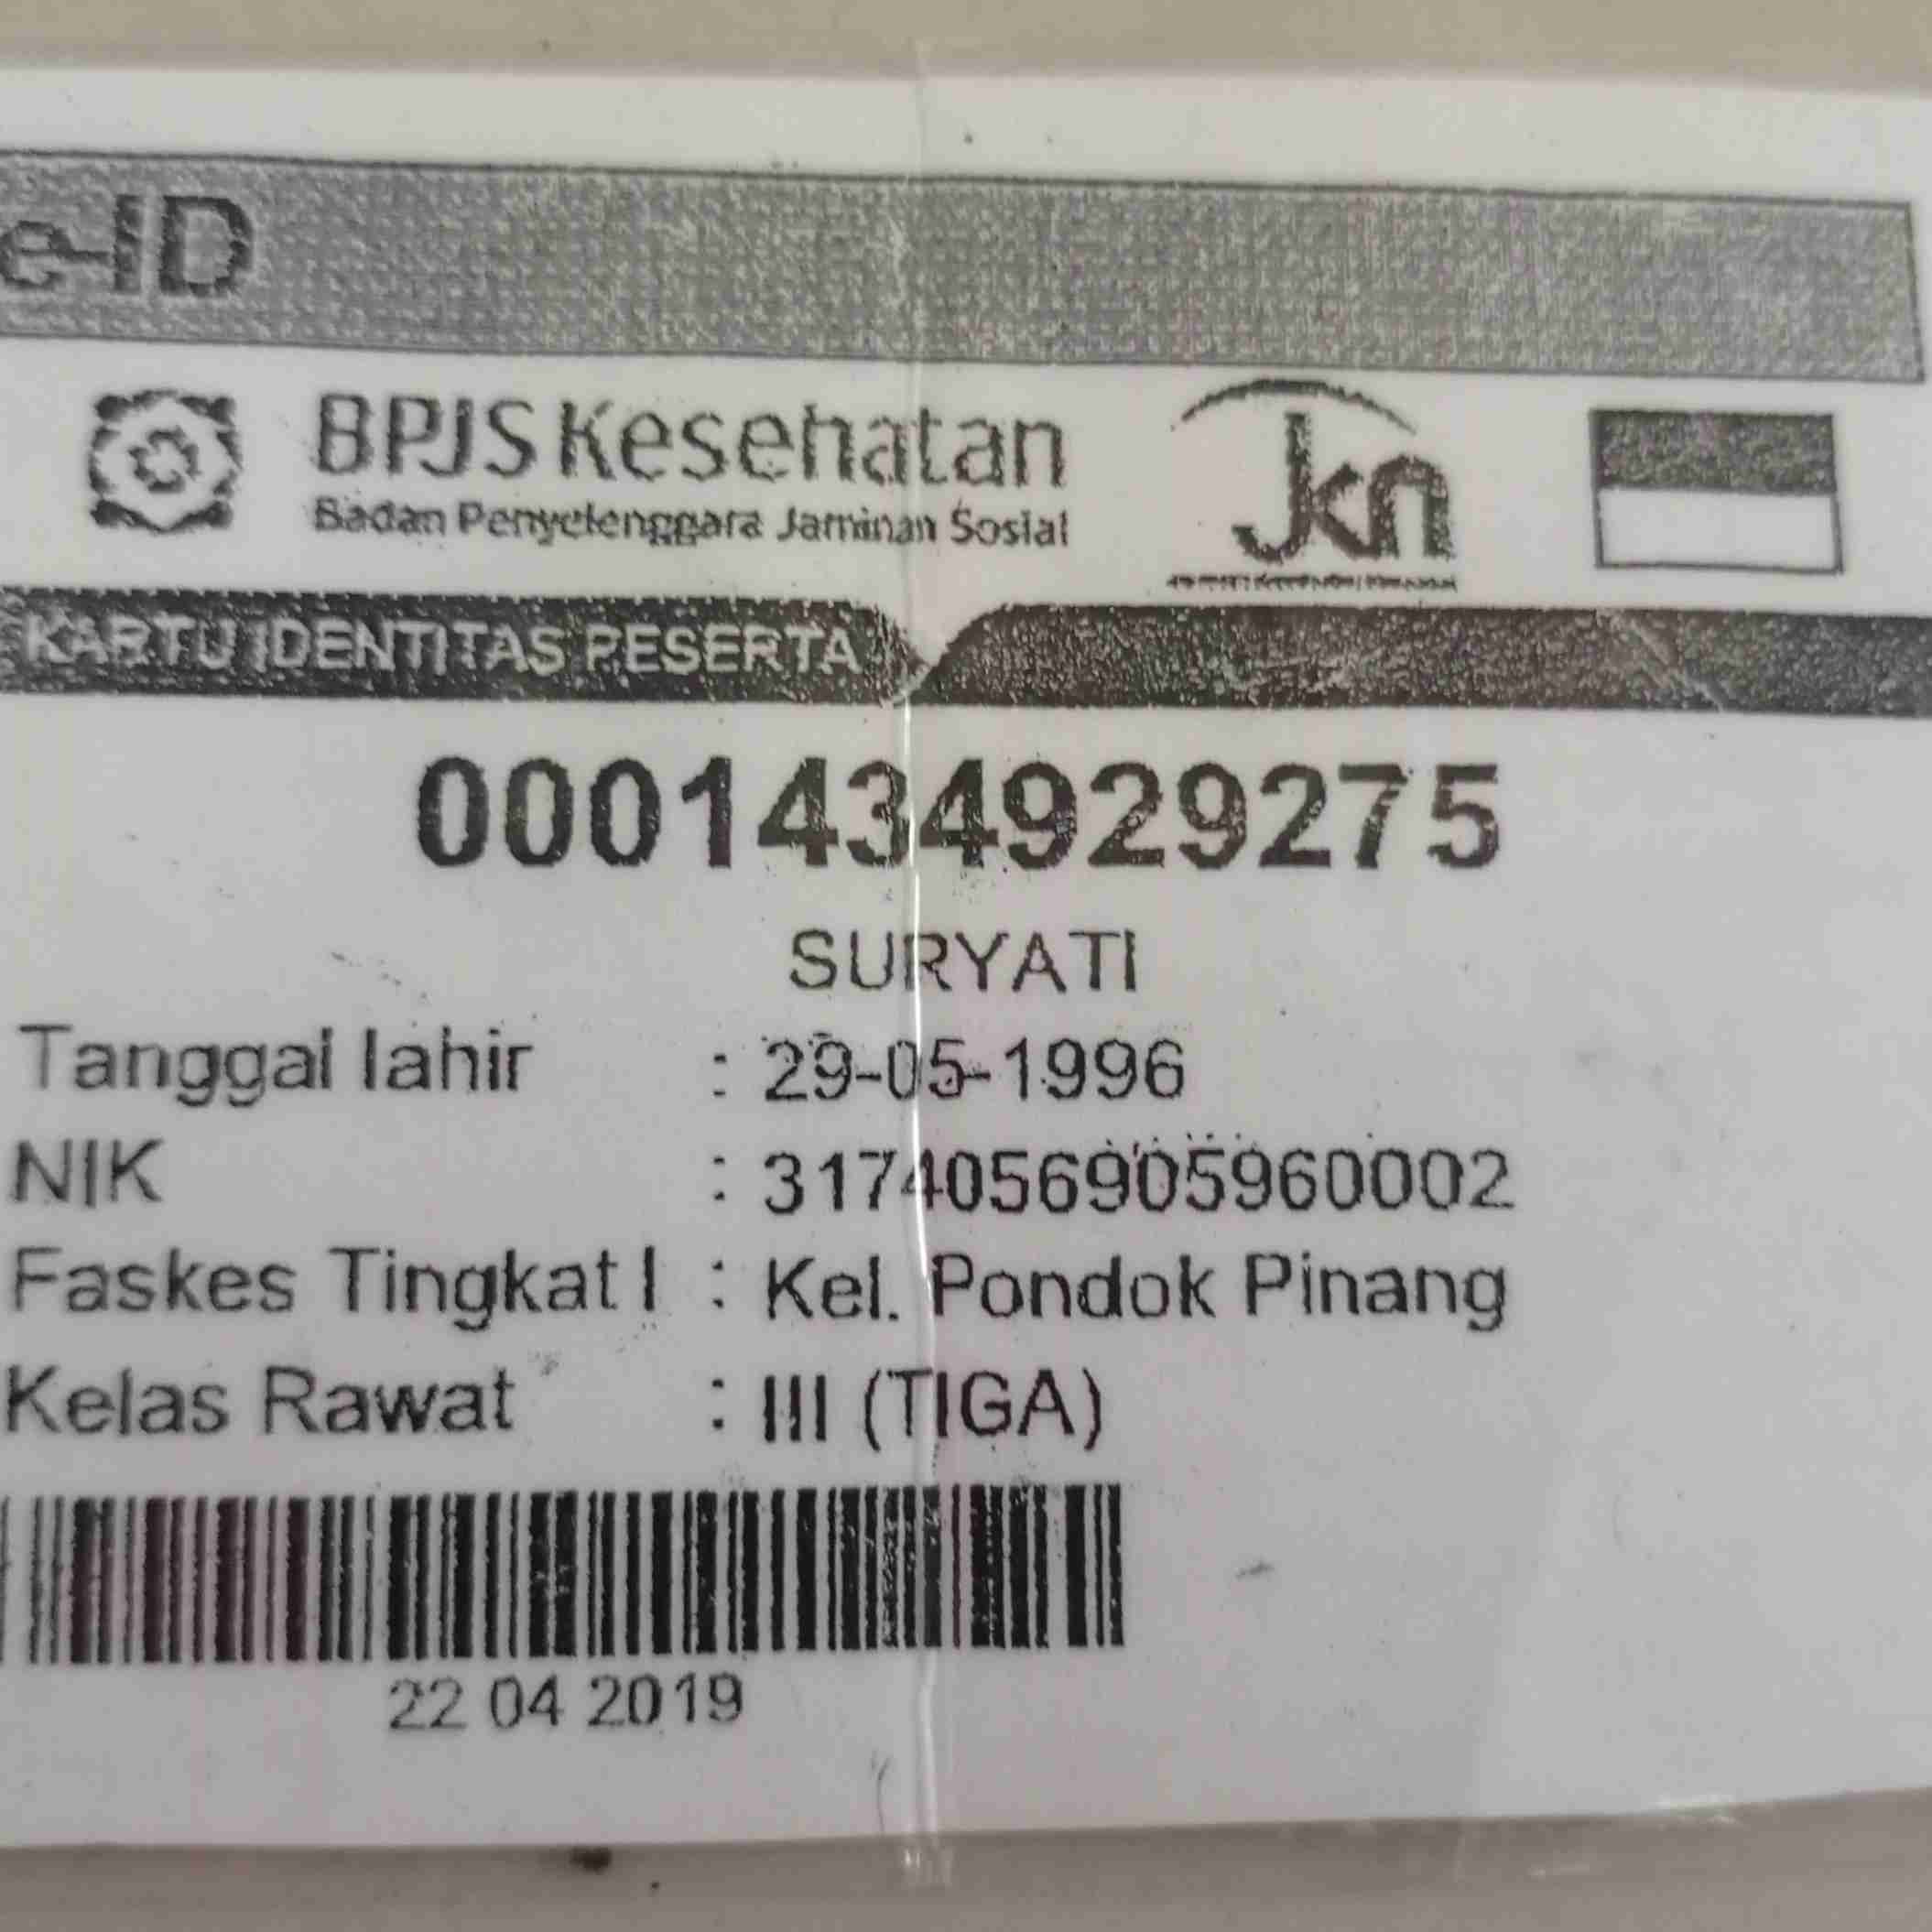 e-ID
BPJS Kesehatan
Badan Penyelenggara Jaminan Sosial
Jkn
KARTU IDENTITAS PESERTA
0001434929275
SURYATI
Tanggal lahir : 29-05-1996
NIK : 3174056905960002
Faskes Tingkat I : Kel. Pondok Pinang
Kelas Rawat : III (TIGA)
22 04 2019